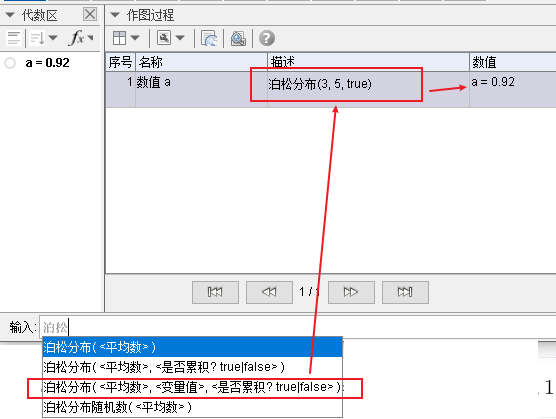 代数区
作图过程
fx
a = 0.92
序号 名称 描述 数值
1 数值 a 泊松分布(3, 5, true) a = 0.92
1 / 1
输入: 泊松
泊松分布( <平均数> )
泊松分布( <平均数>, <是否累积? true|false> )
泊松分布( <平均数>, <变量值>, <是否累积? true|false> )
泊松分布随机数( <平均数> )
1